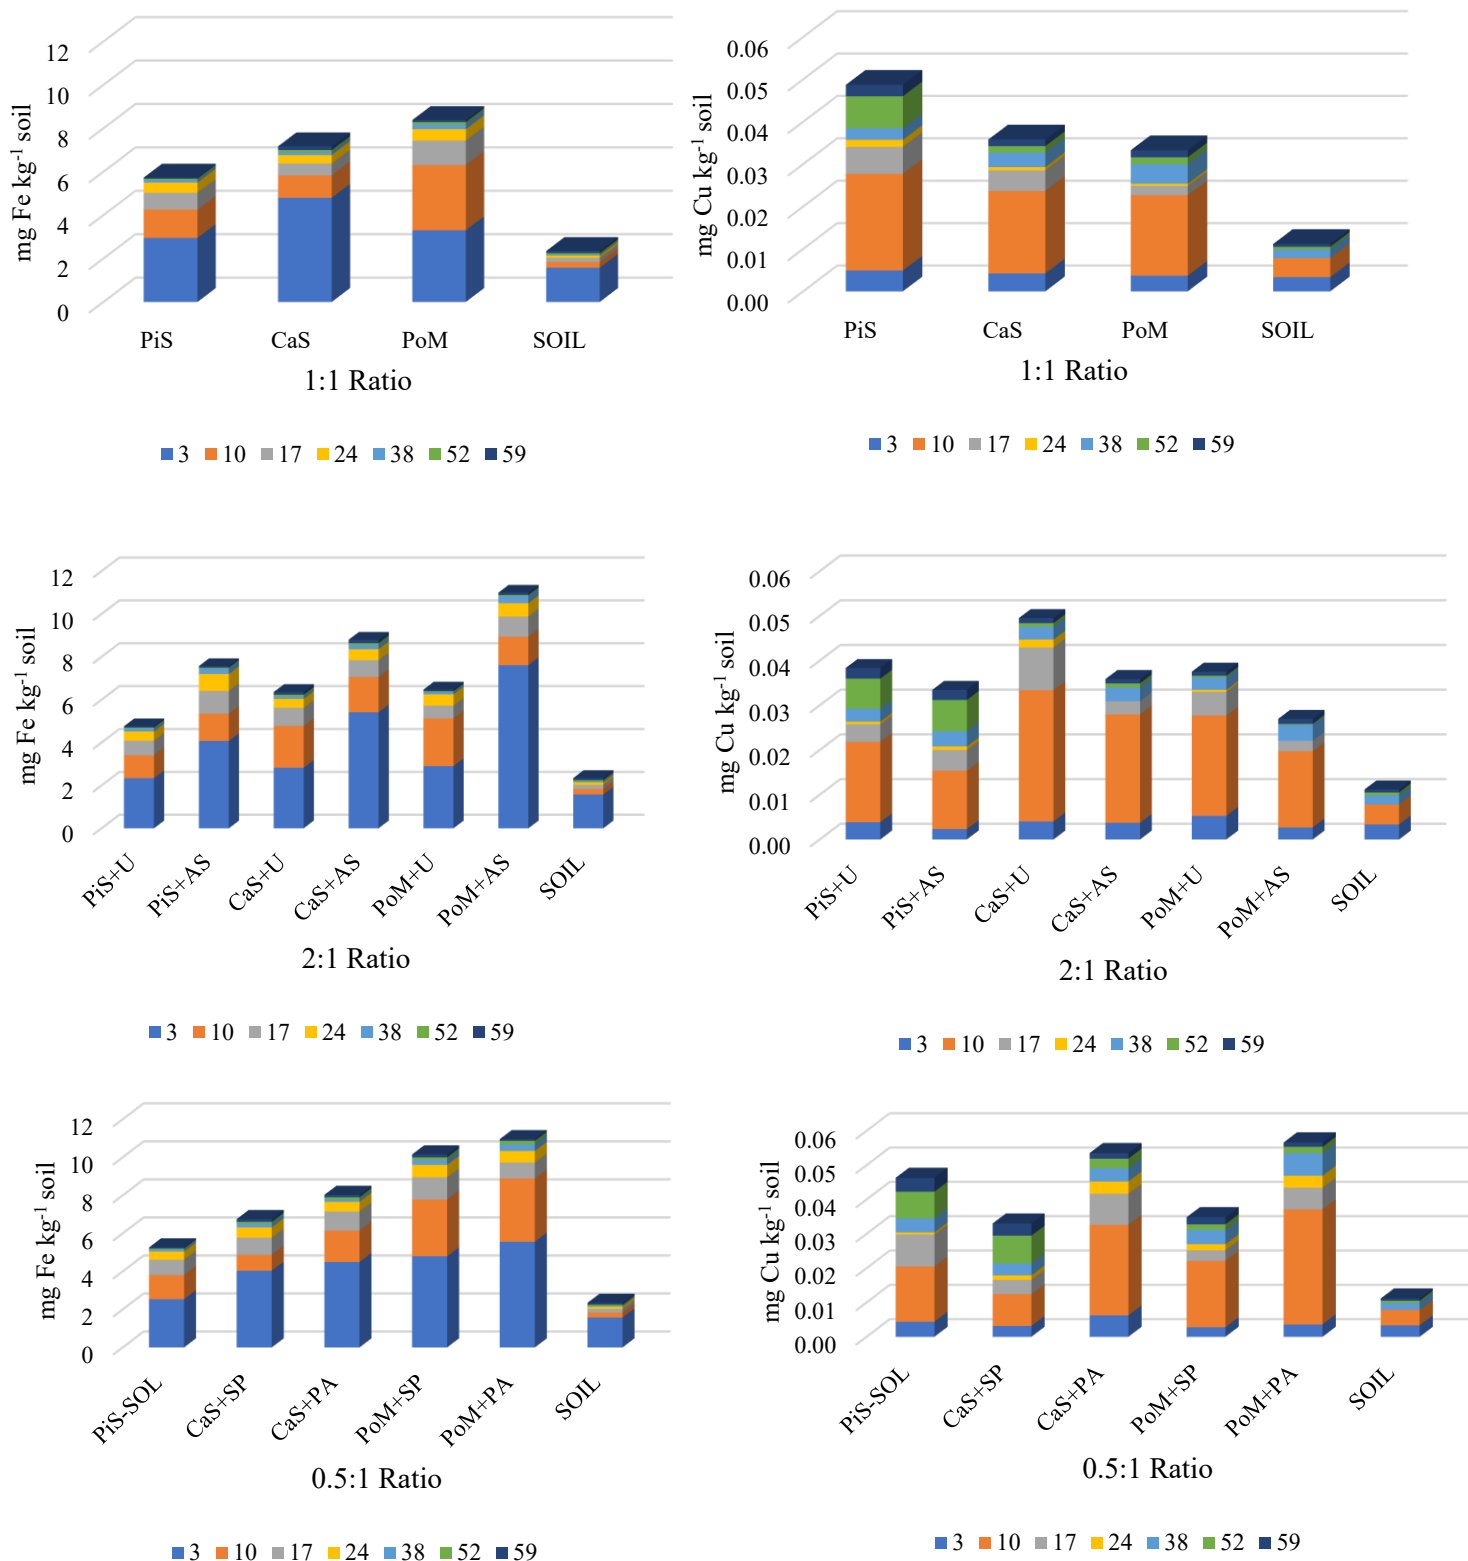 mg Fe kg-1 soil
12
10
8
6
4
2
0
PiS CaS PoM SOIL
1:1 Ratio
3 10 17 24 38 52 59
mg Cu kg-1 soil
0.06
0.05
0.04
0.03
0.02
0.01
0.00
PiS CaS PoM SOIL
1:1 Ratio
3 10 17 24 38 52 59
mg Fe kg-1 soil
12
10
8
6
4
2
0
PiS+U PiS+AS CaS+U CaS+AS PoM+U PoM+AS SOIL
2:1 Ratio
3 10 17 24 38 52 59
mg Cu kg-1 soil
0.06
0.05
0.04
0.03
0.02
0.01
0.00
PiS+U PiS+AS CaS+U CaS+AS PoM+U PoM+AS SOIL
2:1 Ratio
3 10 17 24 38 52 59
mg Fe kg-1 soil
12
10
8
6
4
2
0
PiS-SOL CaS+SP CaS+PA PoM+SP PoM+PA SOIL
0.5:1 Ratio
3 10 17 24 38 52 59
mg Cu kg-1 soil
0.06
0.05
0.04
0.03
0.02
0.01
0.00
PiS-SOL CaS+SP CaS+PA PoM+SP PoM+PA SOIL
0.5:1 Ratio
3 10 17 24 38 52 59